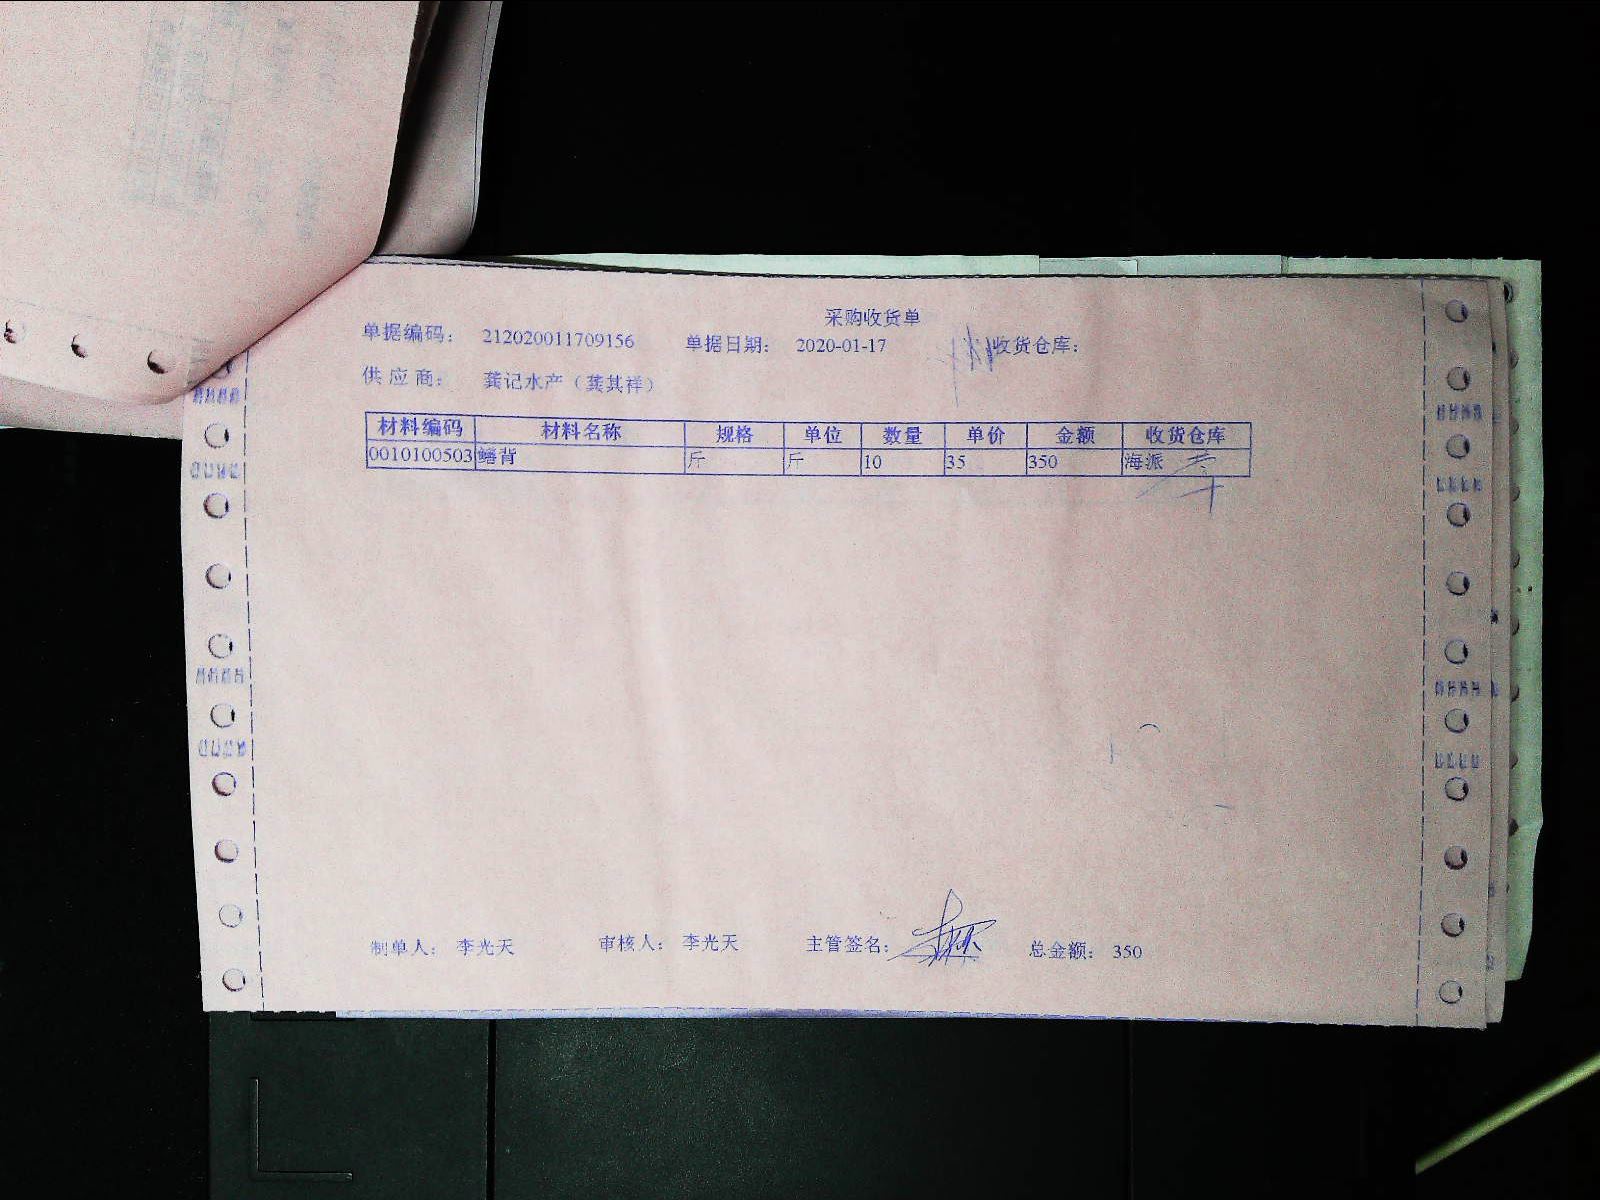 采购收货单
单据编码: 212020011709156 单据日期: 2020-01-17 收货仓库:
供应商: 龚记水产（龚其祥）
材料编码 材料名称 规格 单位 数量 单价 金额 收货仓库
0010100503 鳝背 斤 斤 10 35 350 海派
制单人: 李光天 审核人: 李光天 主管签名: 总金额: 350